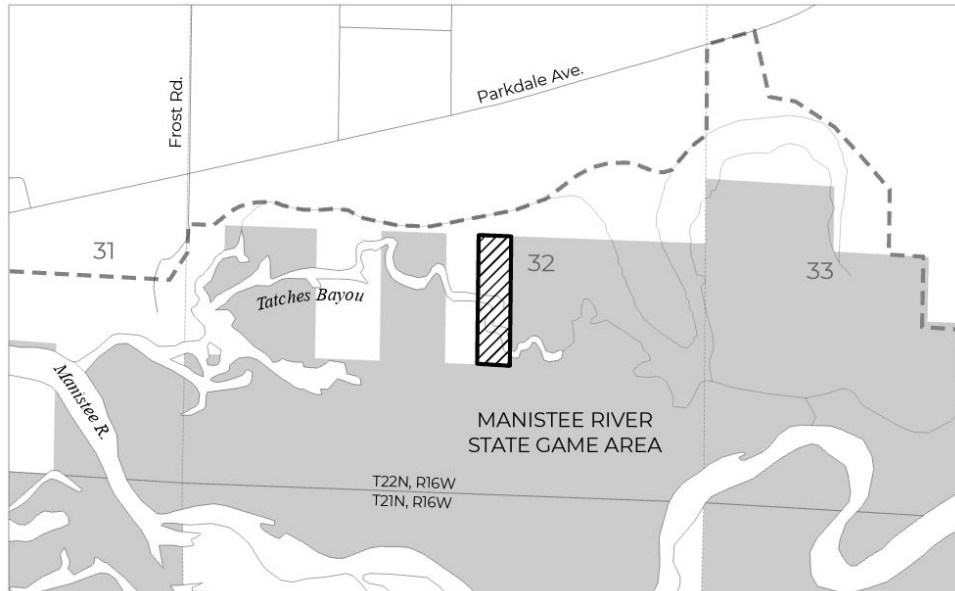 Parkdale Ave.
Frost Rd.
31
32
33
Tatches Bayou
Manistee R.
MANISTEE RIVER
STATE GAME AREA
T22N, R16W
T21N, R16W